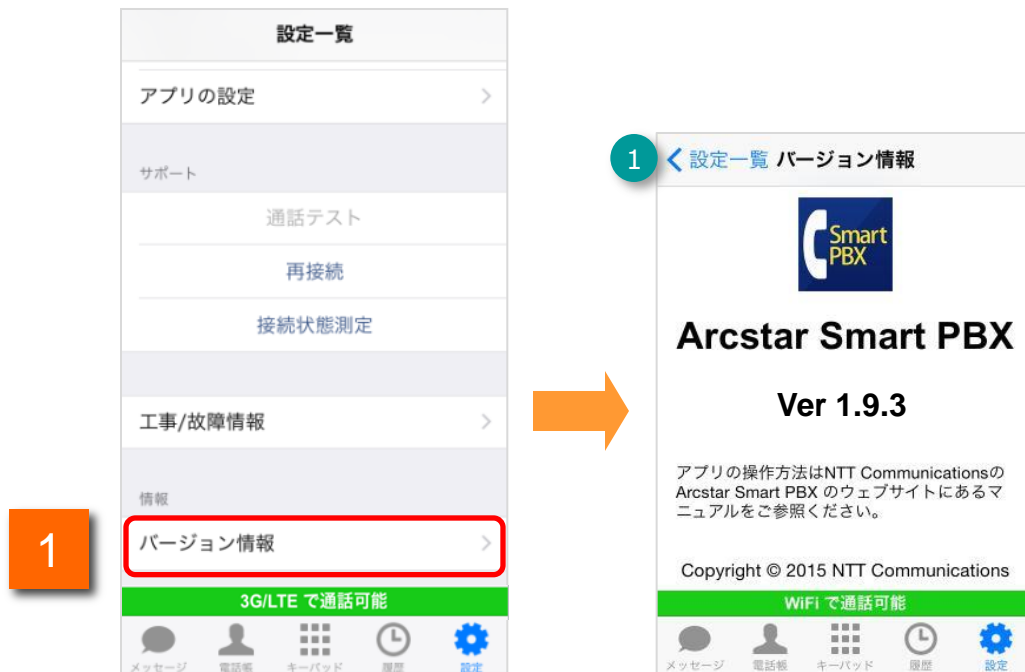 設定一覧
アプリの設定
サポート
通話テスト
再接続
接続状態測定
工事/故障情報
情報
1
バージョン情報
3G/LTE で通話可能
メッセージ 電話帳 キーパッド 履歴 設定
1
設定一覧 バージョン情報
Smart
PBX
Arcstar Smart PBX
Ver 1.9.3
アプリの操作方法はNTT Communicationsの
Arcstar Smart PBX のウェブサイトにあるマ
ニュアルをご参照ください。
Copyright © 2015 NTT Communications
WiFi で通話可能
メッセージ 電話帳 キーパッド 履歴 設定